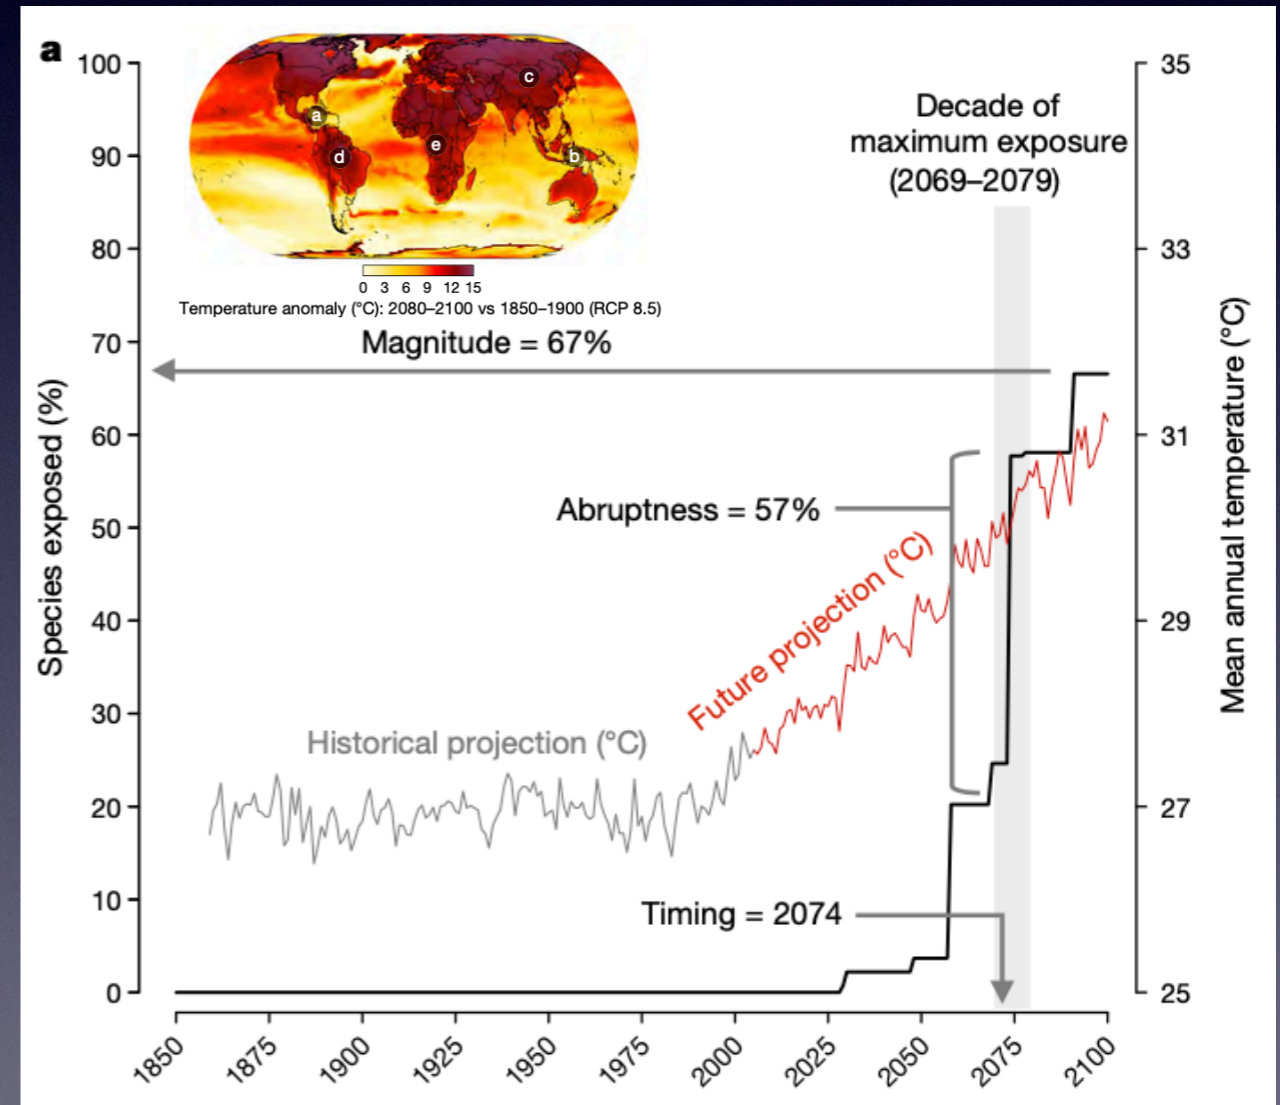 a
100
90
80
70
60
50
40
30
20
10
0
Species exposed (%)
a
b
c
d
e
0 3 6 9 12 15
Temperature anomaly (°C): 2080–2100 vs 1850–1900 (RCP 8.5)
Magnitude = 67%
Decade of
maximum exposure
(2069–2079)
Abruptness = 57%
Future projection (°C)
Historical projection (°C)
Timing = 2074
35
33
31
29
27
25
Mean annual temperature (°C)
1850 1875 1900 1925 1950 1975 2000 2025 2050 2075 2100